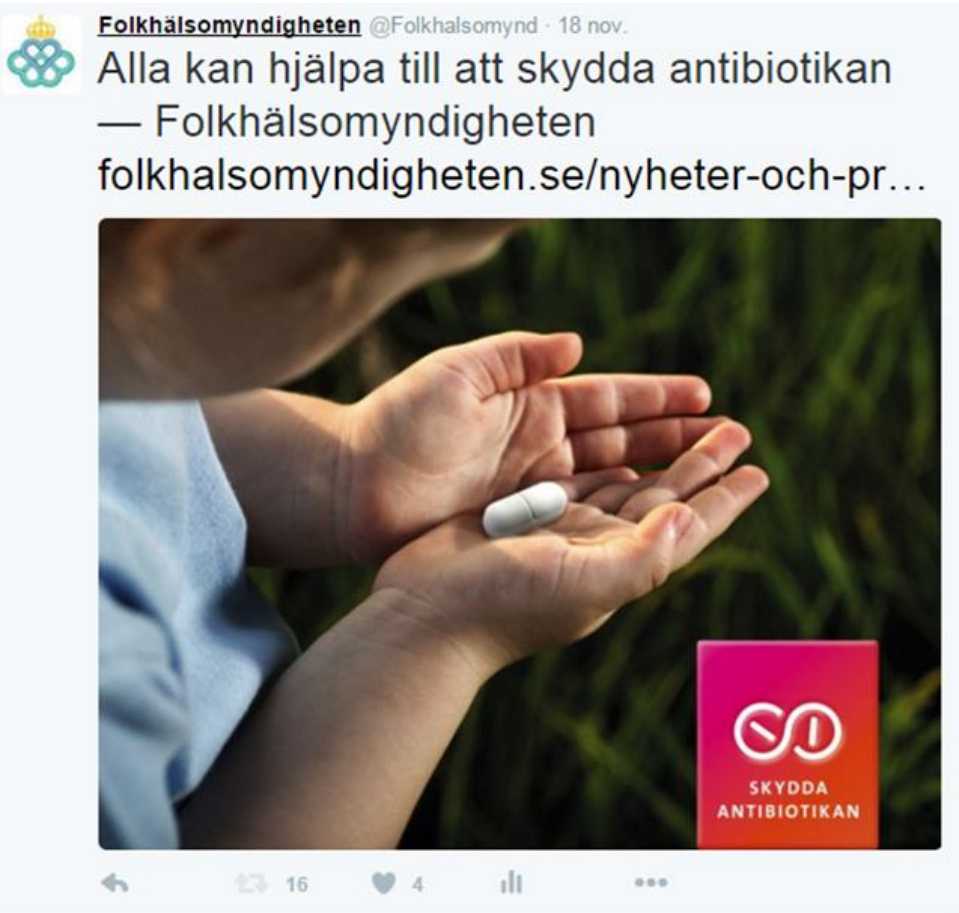 Folkhälsomyndigheten @Folkhalsomynd · 18 nov.
Alla kan hjälpa till att skydda antibiotikan
— Folkhälsomyndigheten
folkhalsomyndigheten.se/nyheter-och-pr…
SKYDDA
ANTIBIOTIKAN
16 4